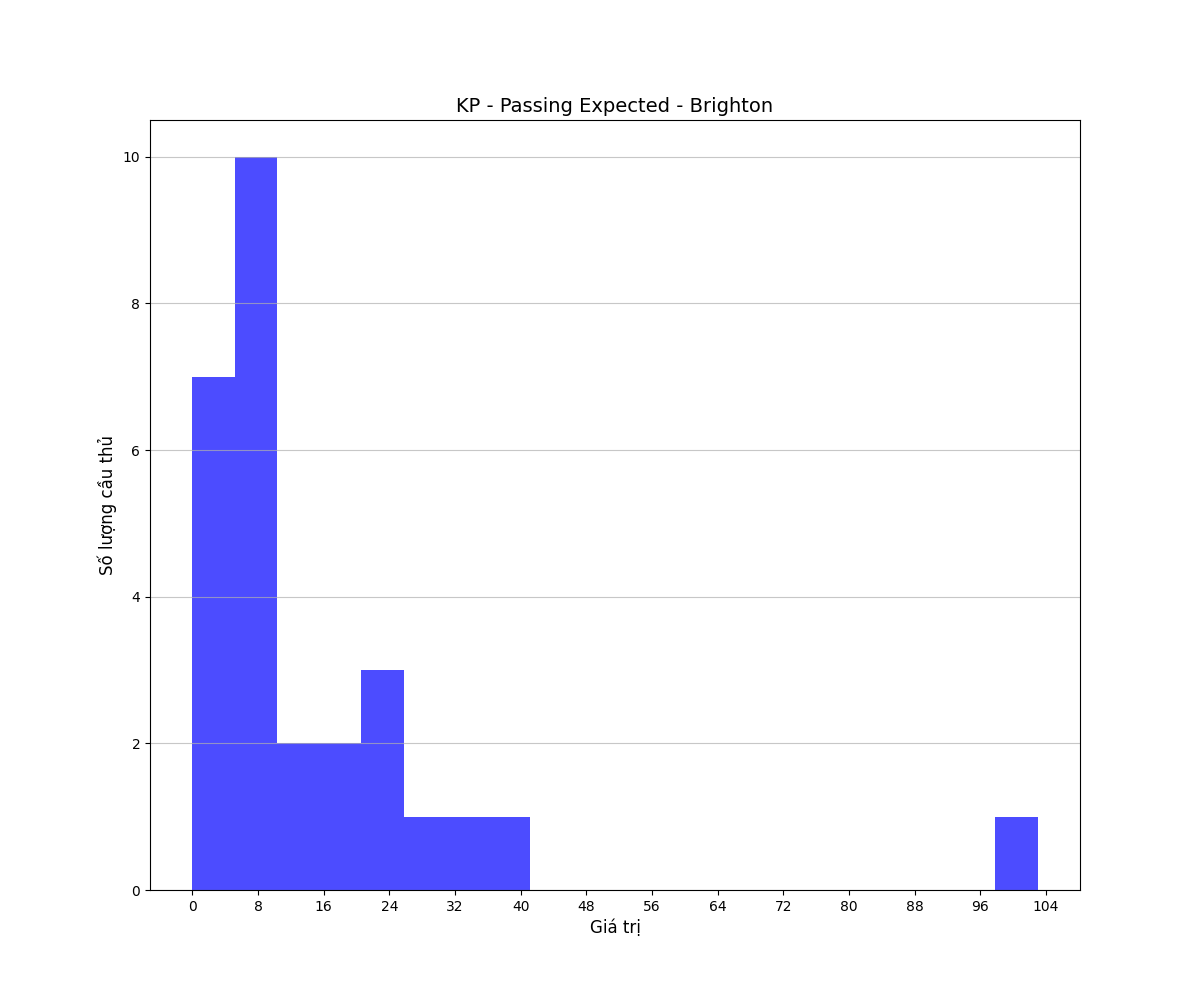 KP - Passing Expected - Brighton
10
8
6
4
2
0
Số lượng cầu thủ
0 8 16 24 32 40 48 56 64 72 80 88 96 104
Giá trị